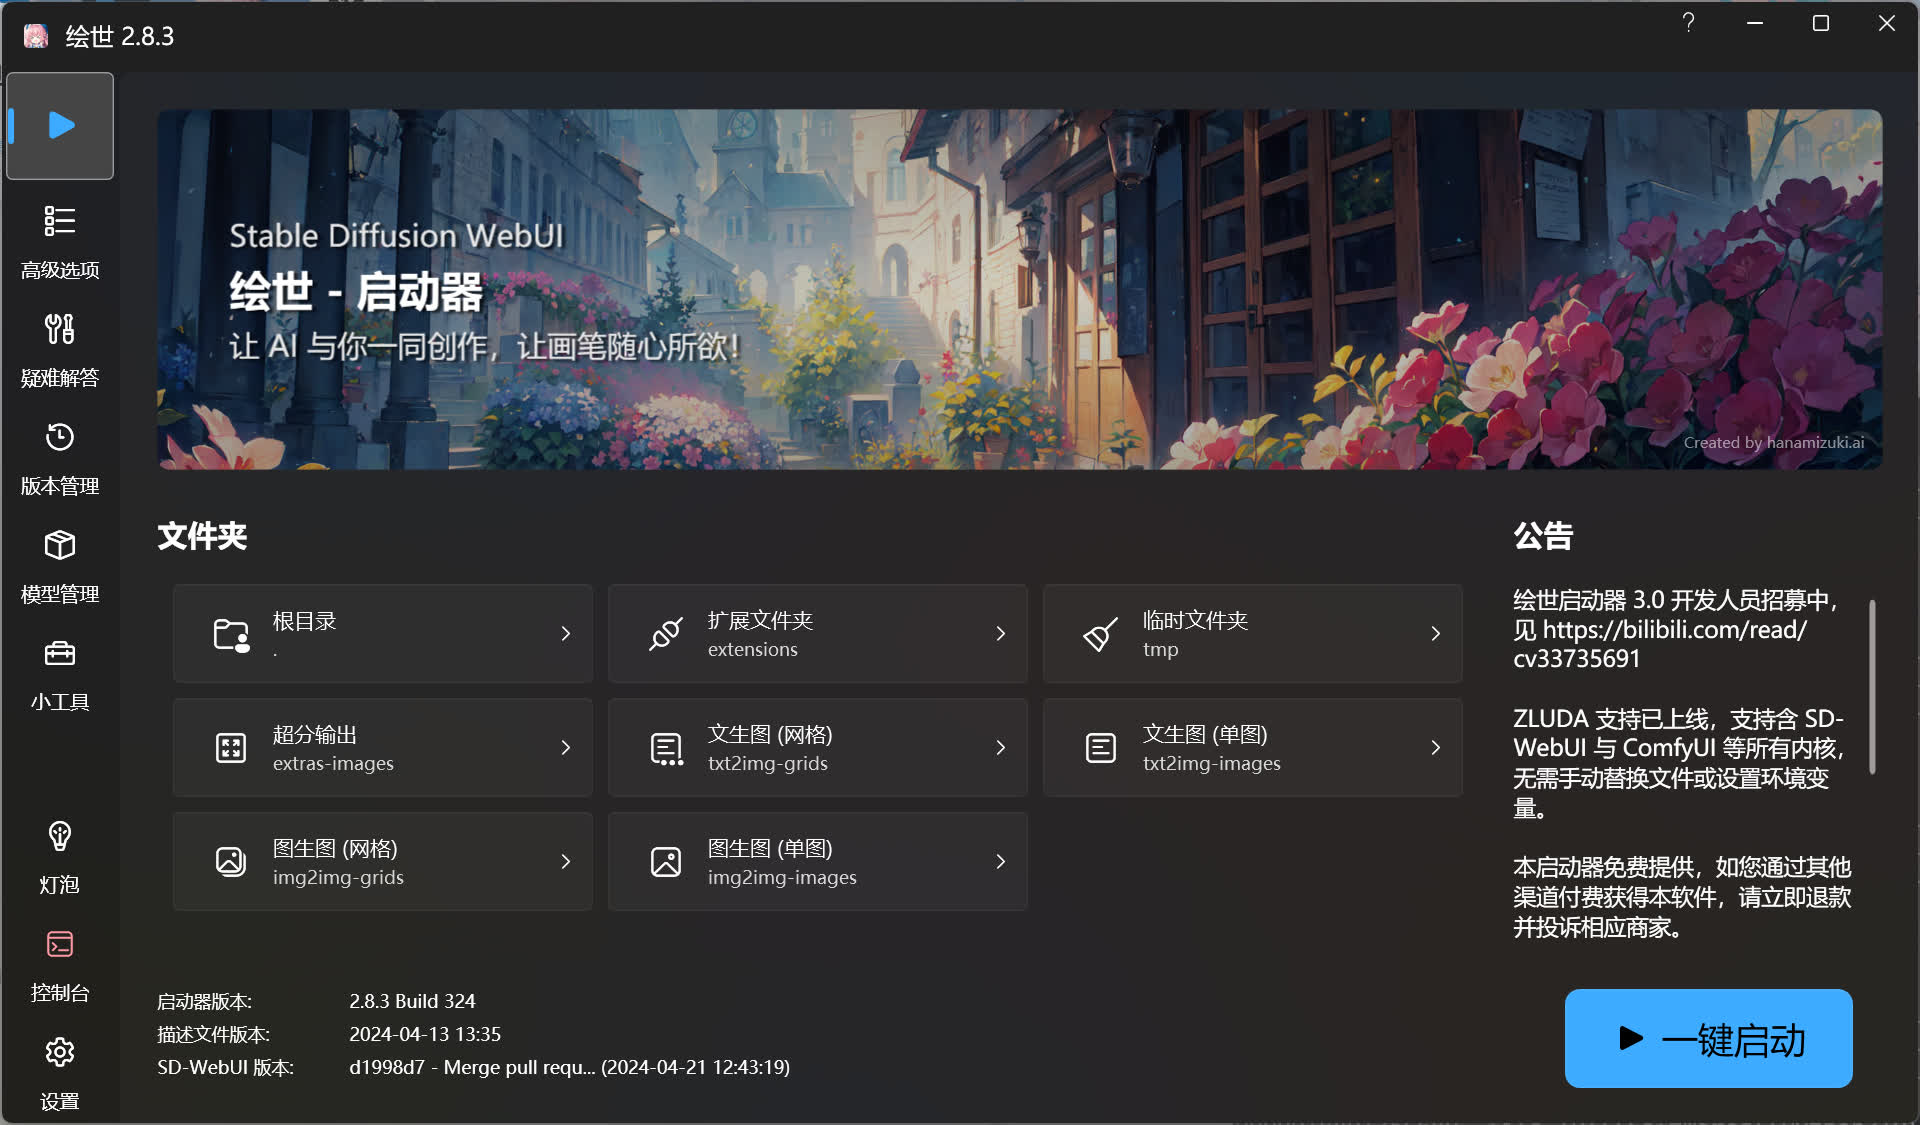 绘世 2.8.3
Stable Diffusion WebUI
绘世 - 启动器
让 AI 与你一同创作，让画笔随心所欲！
Created by hanamizuki.ai
高级选项
疑难解答
版本管理
模型管理
小工具
灯泡
控制台
设置
文件夹
根目录
.
扩展文件夹
extensions
临时文件夹
tmp
超分输出
extras-images
文生图 (网格)
txt2img-grids
文生图 (单图)
txt2img-images
图生图 (网格)
img2img-grids
图生图 (单图)
img2img-images
公告
绘世启动器 3.0 开发人员招募中，
见 https://bilibili.com/read/
cv33735691
ZLUDA 支持已上线，支持含 SD-
WebUI 与 ComfyUI 等所有内核，
无需手动替换文件或设置环境变
量。
本启动器免费提供，如您通过其他
渠道付费获得本软件，请立即退款
并投诉相应商家。
启动器版本: 2.8.3 Build 324
描述文件版本: 2024-04-13 13:35
SD-WebUI 版本: d1998d7 - Merge pull requ... (2024-04-21 12:43:19)
一键启动